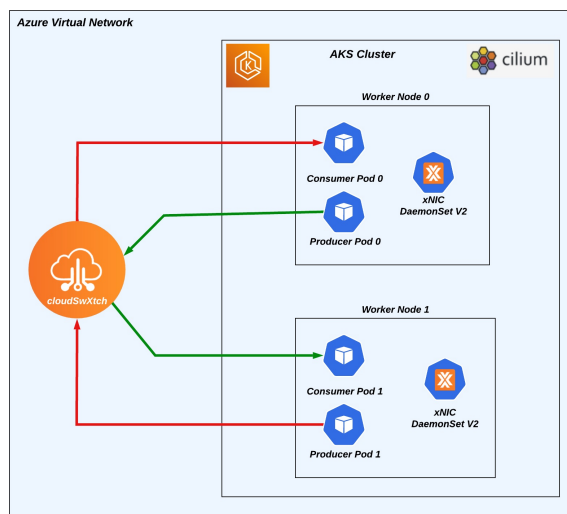 Azure Virtual Network
AKS Cluster
K
cilium
Worker Node 0
Consumer Pod 0
xNIC
DaemonSet V2
Producer Pod 0
cloudSwXtch
Worker Node 1
Consumer Pod 1
xNIC
DaemonSet V2
Producer Pod 1